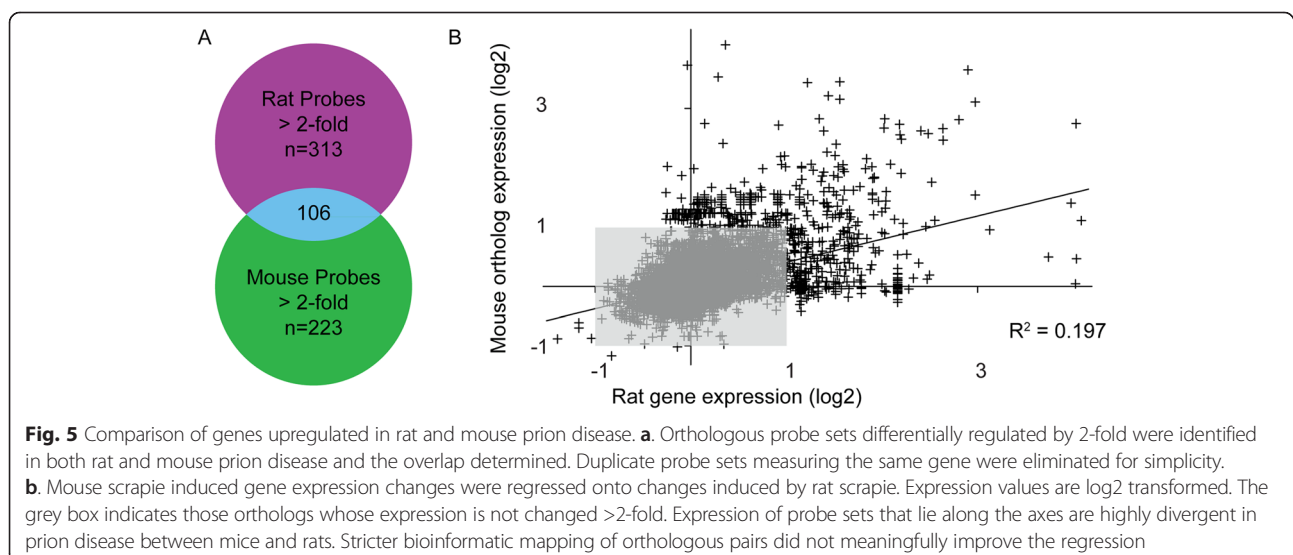 A
Rat Probes
> 2-fold
n=313
106
Mouse Probes
> 2-fold
n=223
B
Mouse ortholog expression (log2)
3
1
-1
-1
1
3
R² = 0.197
Rat gene expression (log2)
Fig. 5 Comparison of genes upregulated in rat and mouse prion disease. a. Orthologous probe sets differentially regulated by 2-fold were identified
in both rat and mouse prion disease and the overlap determined. Duplicate probe sets measuring the same gene were eliminated for simplicity.
b. Mouse scrapie induced gene expression changes were regressed onto changes induced by rat scrapie. Expression values are log2 transformed. The
grey box indicates those orthologs whose expression is not changed >2-fold. Expression of probe sets that lie along the axes are highly divergent in
prion disease between mice and rats. Stricter bioinformatic mapping of orthologous pairs did not meaningfully improve the regression